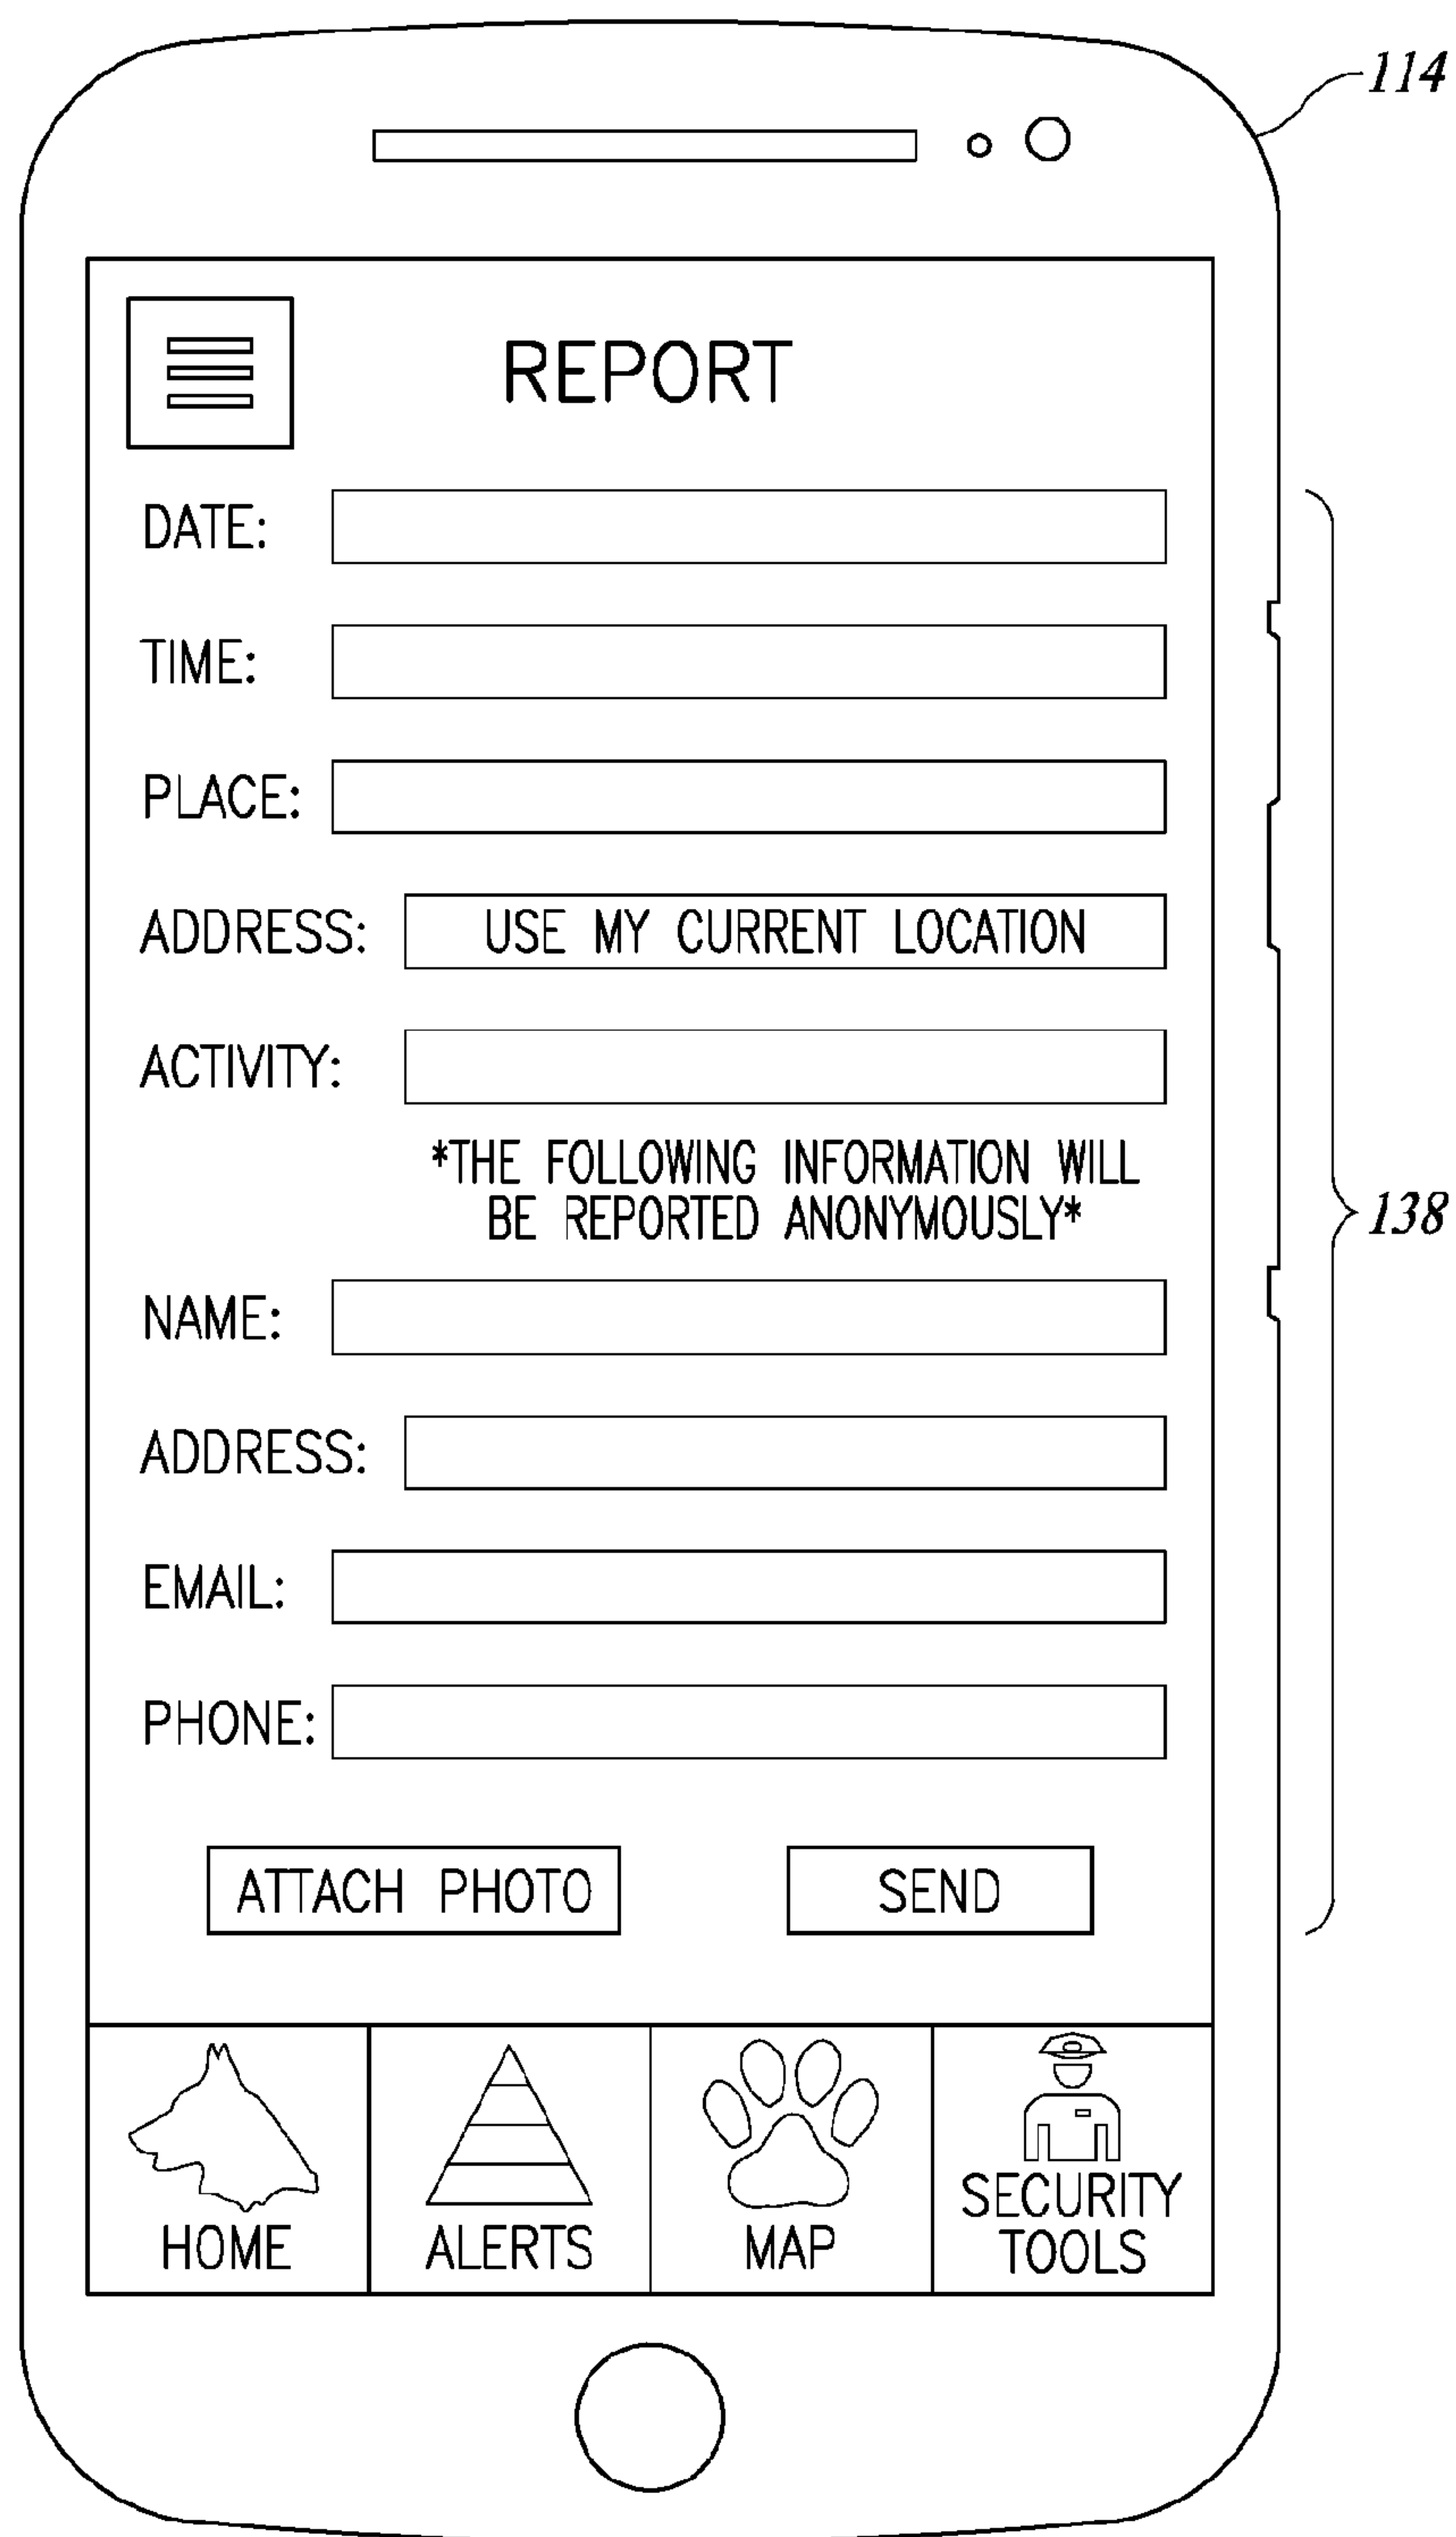 114
REPORT
DATE:
TIME:
PLACE:
ADDRESS: USE MY CURRENT LOCATION
ACTIVITY:
*THE FOLLOWING INFORMATION WILL
BE REPORTED ANONYMOUSLY*
138
NAME:
ADDRESS:
EMAIL:
PHONE:
ATTACH PHOTO SEND
HOME ALERTS MAP SECURITY
TOOLS